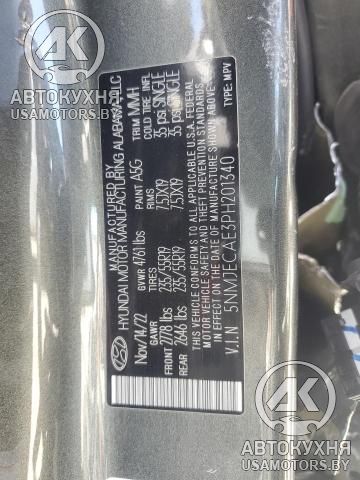 MANUFACTURED BY
HYUNDAI MOTOR MANUFACTURING ALABAMA, LLC
Nov/14/22 GVWR 4761 lbs PAINT A5G TRIM MMH
GAWR TIRES RIMS COLD TIRE INFL
FRONT 2778 lbs 235/55R19 7.5JX19 35 PSI SINGLE
REAR 2646 lbs 235/55R19 7.5JX19 35 PSI SINGLE
THIS VEHICLE CONFORMS TO ALL APPLICABLE U.S.A. FEDERAL
MOTOR VEHICLE SAFETY, BUMPER, AND THEFT PREVENTION STANDARDS
IN EFFECT ON THE DATE OF MANUFACTURE SHOWN ABOVE.
V.I.N 5NMJECAE3PH201340 TYPE: MPV
АВТОКУХНЯ
USAMOTORS.BY
АВТОКУХНЯ
USAMOTORS.BY